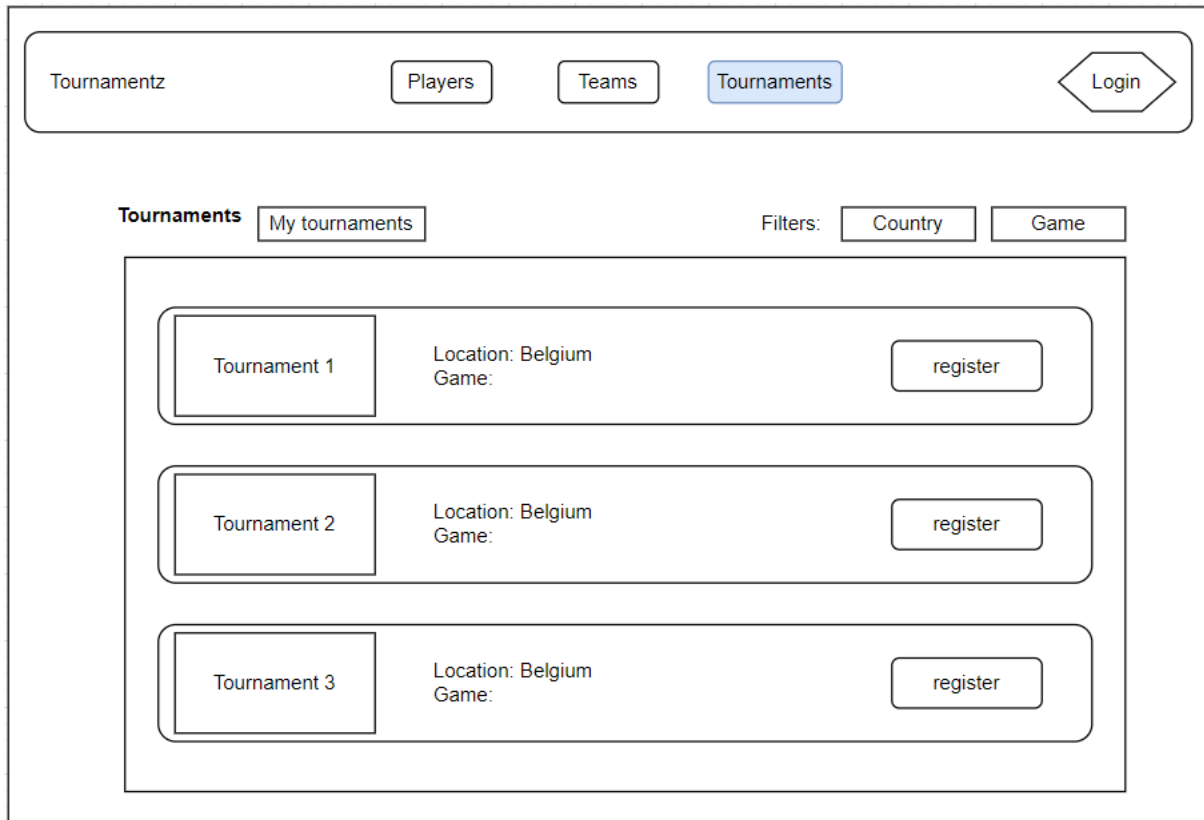 Tournamentz
Players
Teams
Tournaments
Login
Tournaments
My tournaments
Filters:
Country
Game
Tournament 1
Location: Belgium
Game:
register
Tournament 2
Location: Belgium
Game:
register
Tournament 3
Location: Belgium
Game:
register